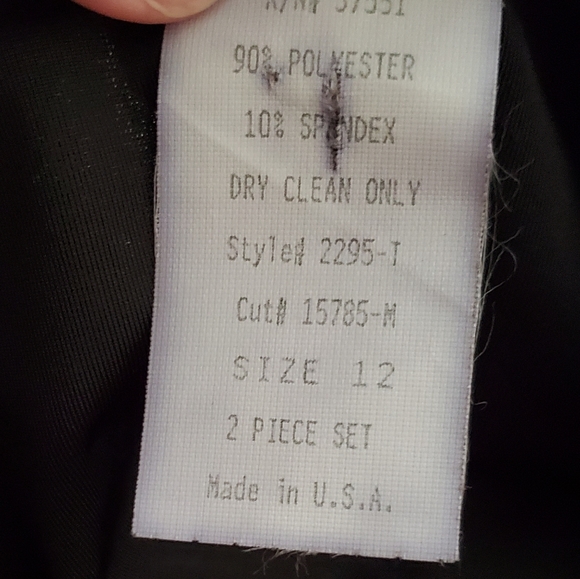 90% POLYESTER
10% SPANDEX
DRY CLEAN ONLY
Style# 2295-T
Cut# 15785-M
SIZE 12
2 PIECE SET
Made in U.S.A.